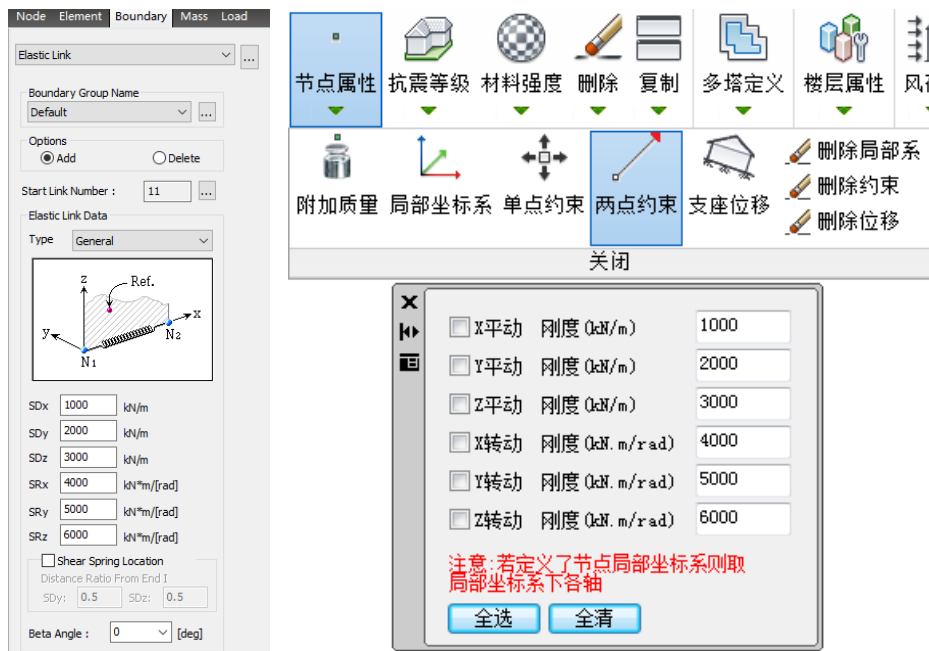 Node Element Boundary Mass Load
Elastic Link
...
Boundary Group Name
Default
...
Options
Add Delete
Start Link Number : 11 ...
Elastic Link Data
Type General
z
Ref.
x
y
N2
N1
SDx 1000 kN/m
SDy 2000 kN/m
SDz 3000 kN/m
SRx 4000 kN*m/[rad]
SRy 5000 kN*m/[rad]
SRz 6000 kN*m/[rad]
Shear Spring Location
Distance Ratio From End I
SDy: 0.5 SDz: 0.5
Beta Angle : 0 [deg]
节点属性 抗震等级 材料强度 删除 复制 多塔定义 楼层属性
附加质量 局部坐标系 单点约束 两点约束 支座位移
删除局部系
删除约束
删除位移
关闭
X平动 刚度(kN/m) 1000
Y平动 刚度(kN/m) 2000
Z平动 刚度(kN/m) 3000
X转动 刚度(kN.m/rad) 4000
Y转动 刚度(kN.m/rad) 5000
Z转动 刚度(kN.m/rad) 6000
注意:若定义了节点局部坐标系则取
局部坐标系下各轴
全选 全清